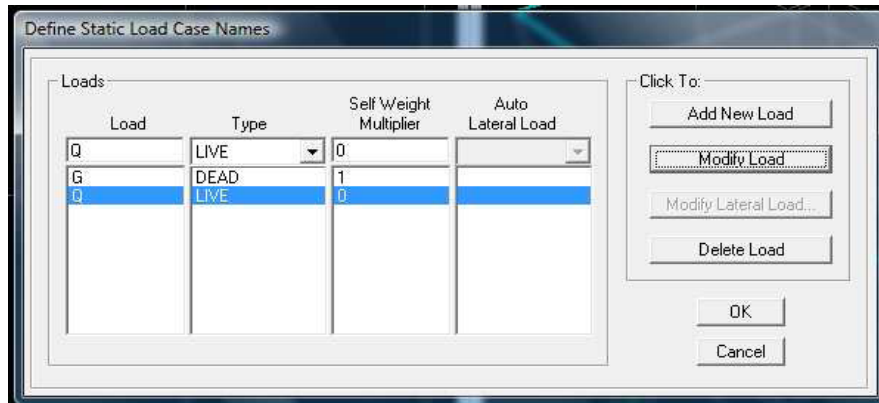 Define Static Load Case Names
Loads
Load Type Self Weight Multiplier Auto Lateral Load
Q LIVE 0
G DEAD 1
Q LIVE 0
Click To:
Add New Load
Modify Load
Modify Lateral Load...
Delete Load
OK
Cancel